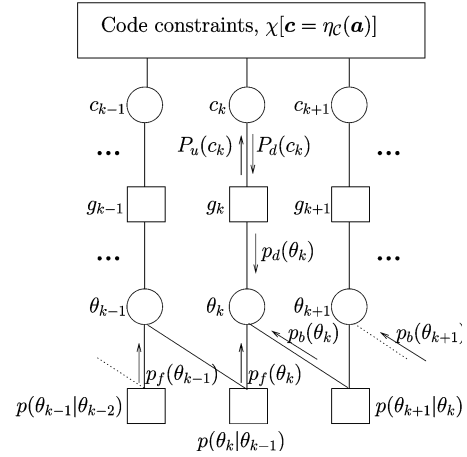 Code constraints, χ[c = η_C(a)]
c_{k−1} c_k c_{k+1}
... P_u(c_k) P_d(c_k) ...
g_{k−1} g_k g_{k+1}
... p_d(θ_k) ...
θ_{k−1} θ_k θ_{k+1}
p_b(θ_k) p_b(θ_{k+1})
p_f(θ_{k−1}) p_f(θ_k)
p(θ_{k−1}|θ_{k−2}) p(θ_{k+1}|θ_k)
p(θ_k|θ_{k−1})